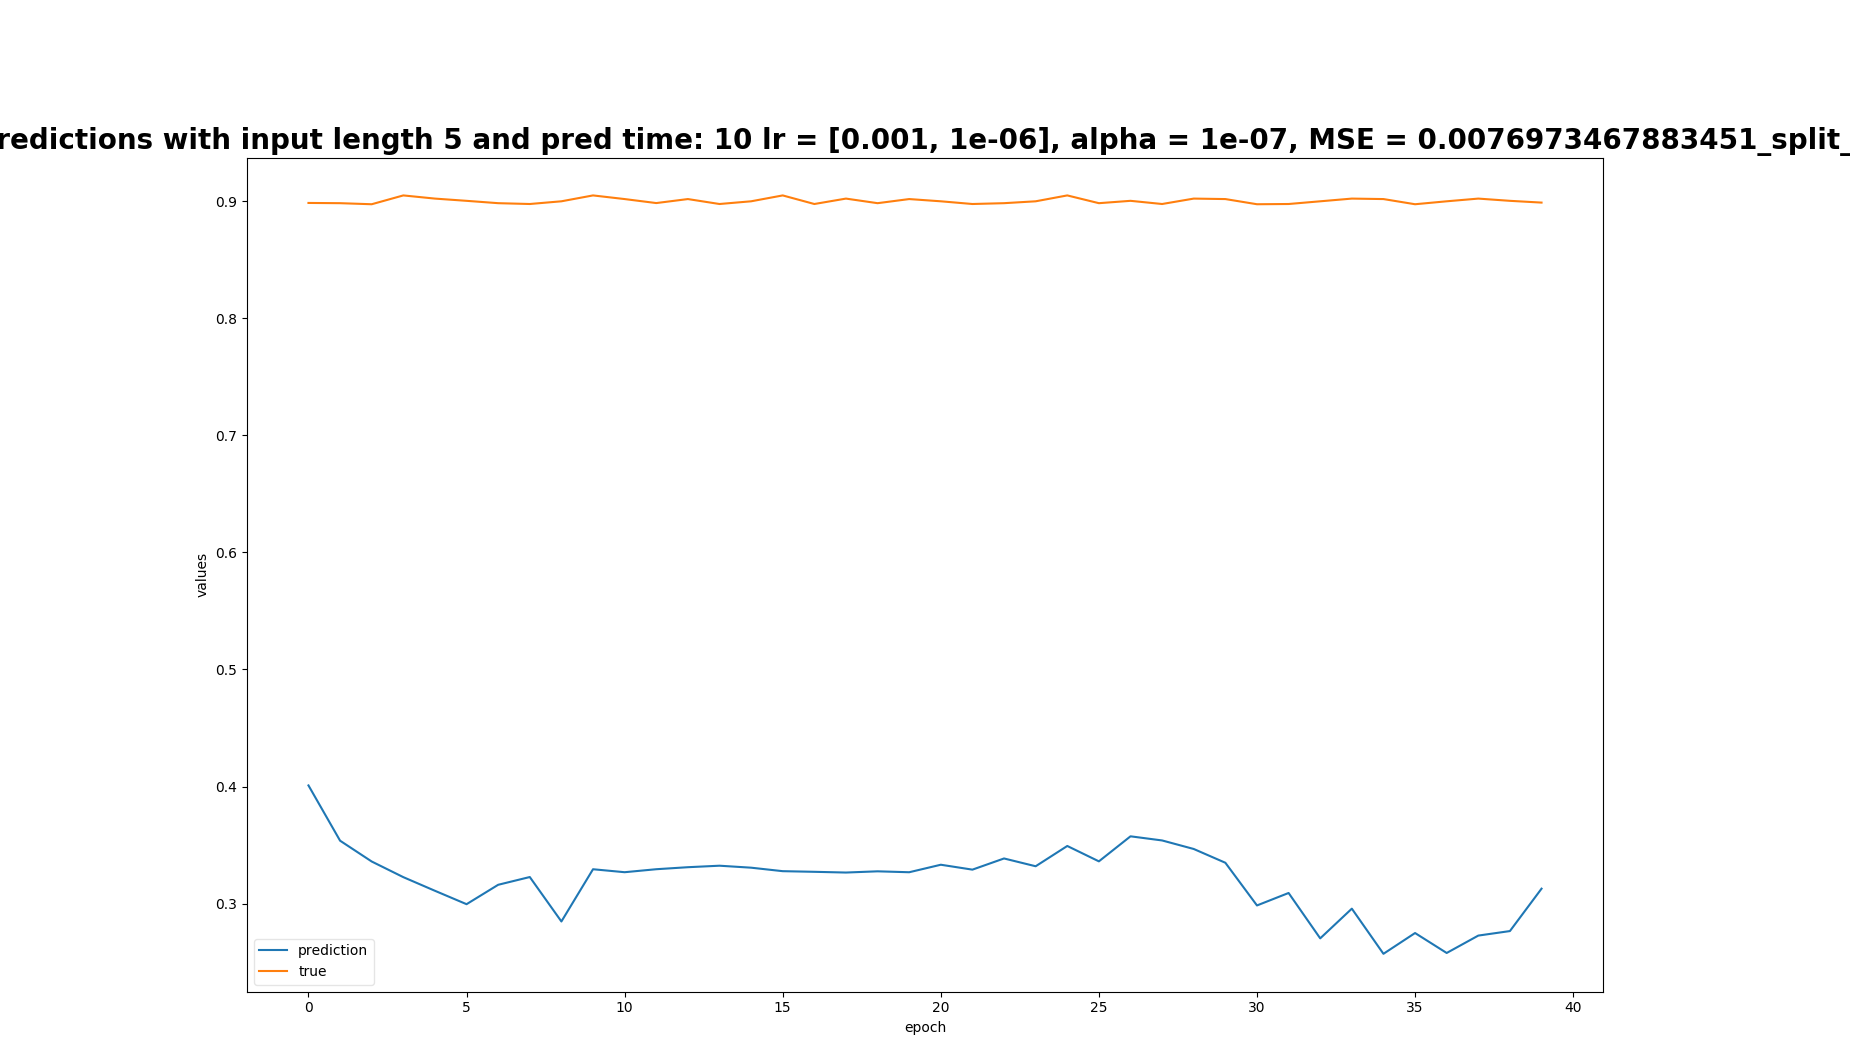 redictions with input length 5 and pred time: 10 lr = [0.001, 1e-06], alpha = 1e-07, MSE = 0.0076973467883451_split_
0.9
0.8
0.7
0.6
0.5
0.4
0.3
values
prediction
true
0 5 10 15 20 25 30 35 40
epoch